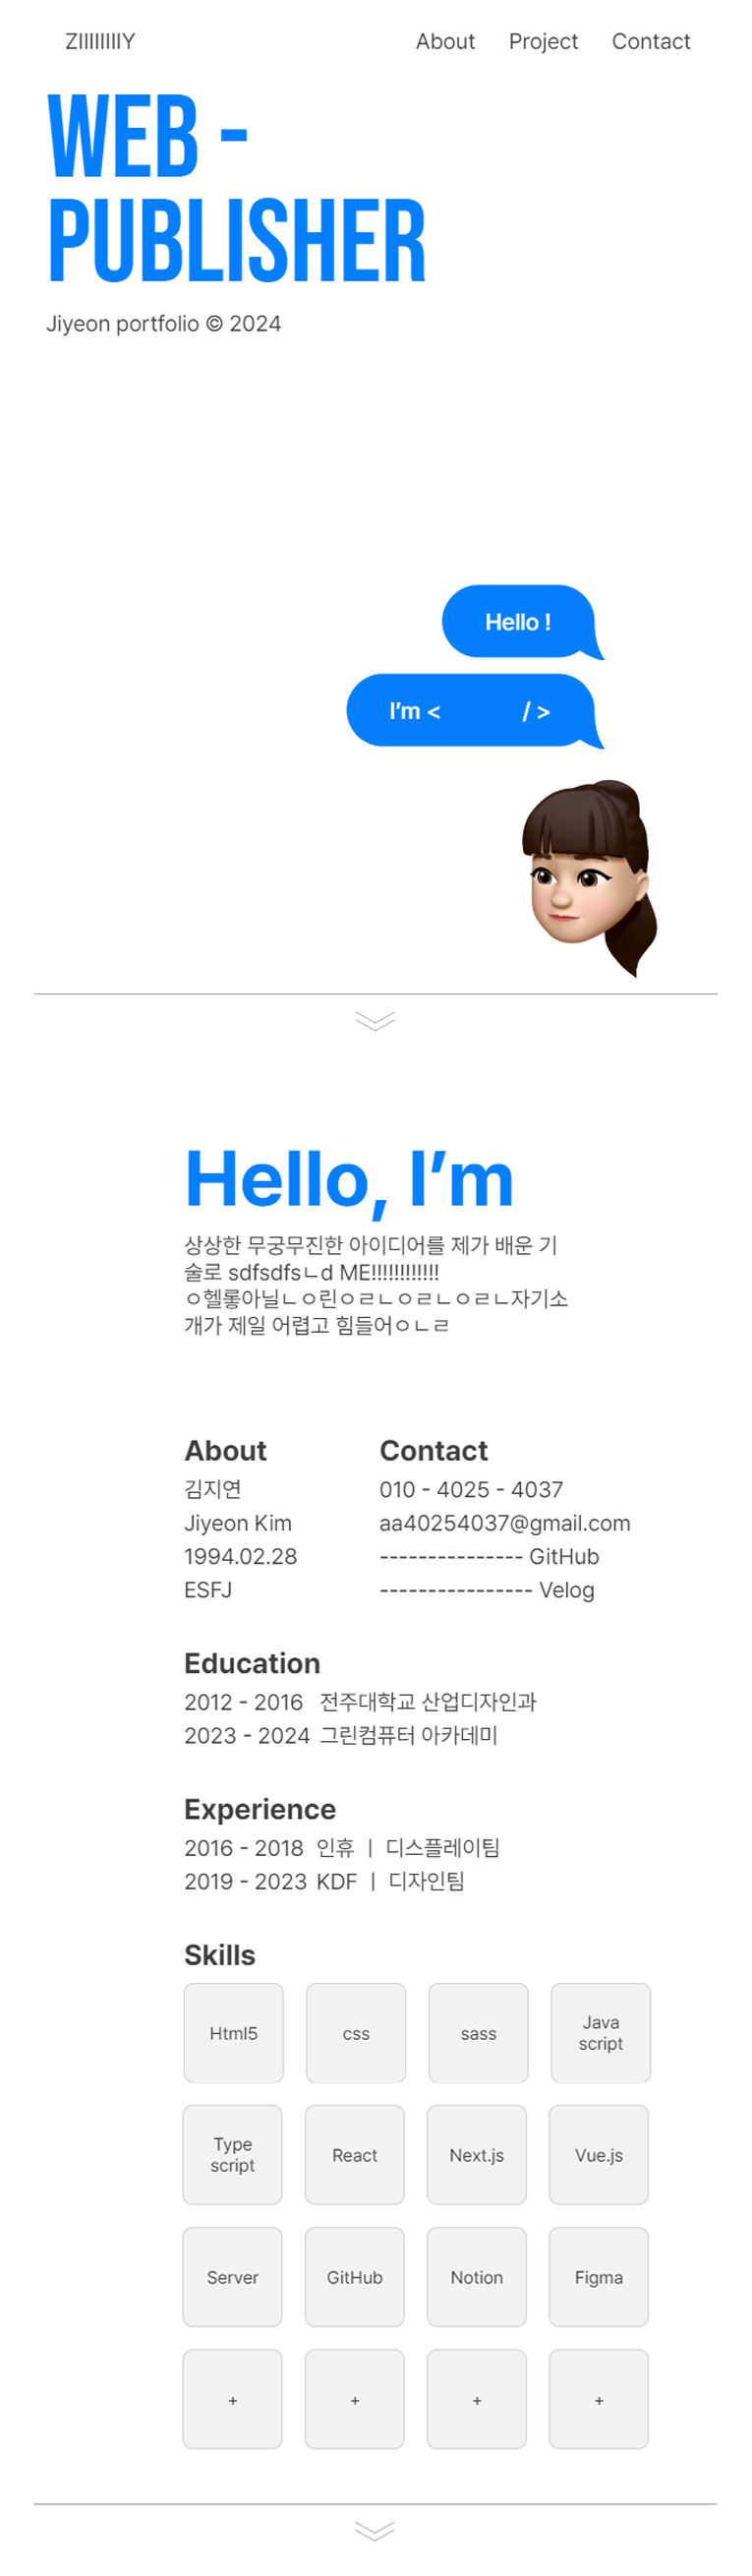 ZIIIIIIIIY
About Project Contact
WEB -
PUBLISHER
Jiyeon portfolio © 2024
Hello !
I’m < / >
Hello, I’m
상상한 무궁무진한 아이디어를 제가 배운 기
술로 sdfsdfsㄴd ME!!!!!!!!!!!!
ㅇ헬롷아닐ㄴㅇ린ㅇㄹㄴㅇㄹㄴㅇㄹㄴ자기소
개가 제일 어렵고 힘들어ㅇㄴㄹ
About
김지연
Jiyeon Kim
1994.02.28
ESFJ
Contact
010 - 4025 - 4037
aa40254037@gmail.com
--------------- GitHub
---------------- Velog
Education
2012 - 2016 전주대학교 산업디자인과
2023 - 2024 그린컴퓨터 아카데미
Experience
2016 - 2018 인휴 | 디스플레이팀
2019 - 2023 KDF | 디자인팀
Skills
Html5
css
sass
Java
script
Type
script
React
Next.js
Vue.js
Server
GitHub
Notion
Figma
+
+
+
+